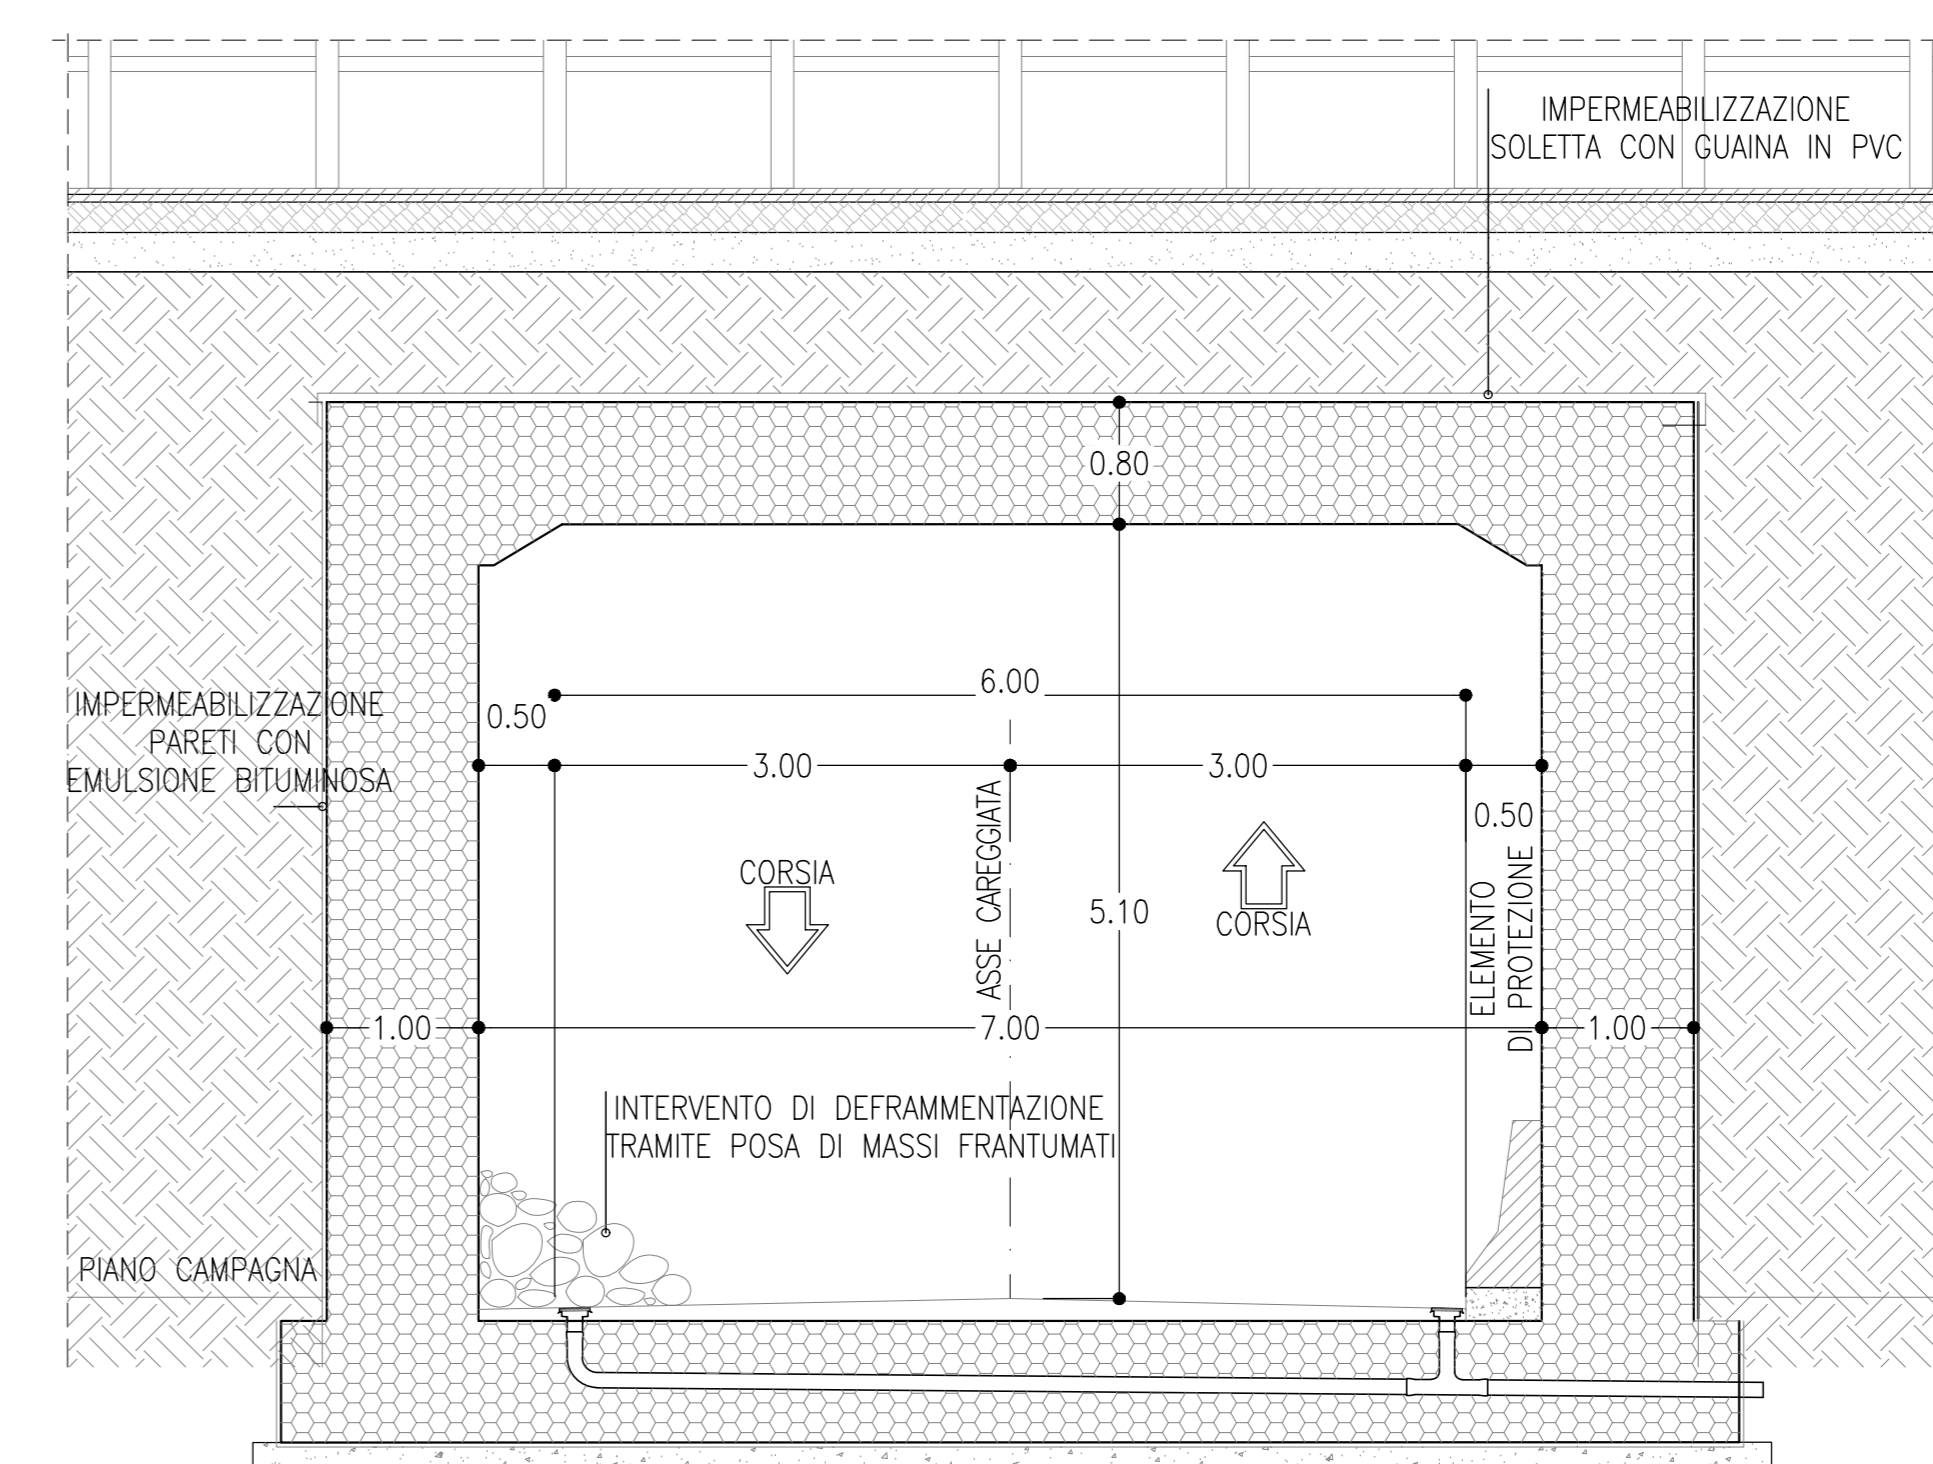 IMPERMEABILIZZAZIONE
SOLETTA CON GUAINA IN PVC
0.80
6.00
IMPERMEABILIZZAZIONE
PARETI CON
EMULSIONE BITUMINOSA
0.50
3.00
3.00
0.50
ASSE CAREGGIATA
CORSIA
5.10
CORSIA
ELEMENTO
DI PROTEZIONE
1.00
7.00
1.00
INTERVENTO DI DEFRAMMENTAZIONE
TRAMITE POSA DI MASSI FRANTUMATI
PIANO CAMPAGNA